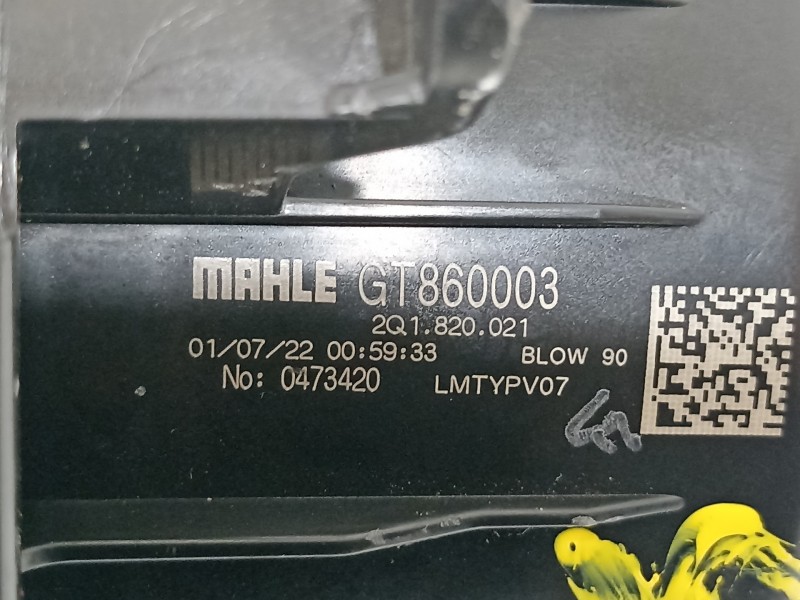 MAHLE GT860003
2Q1.820.021
01/07/22 00:59:33 BLOW 90
No: 0473420 LMTYPV07